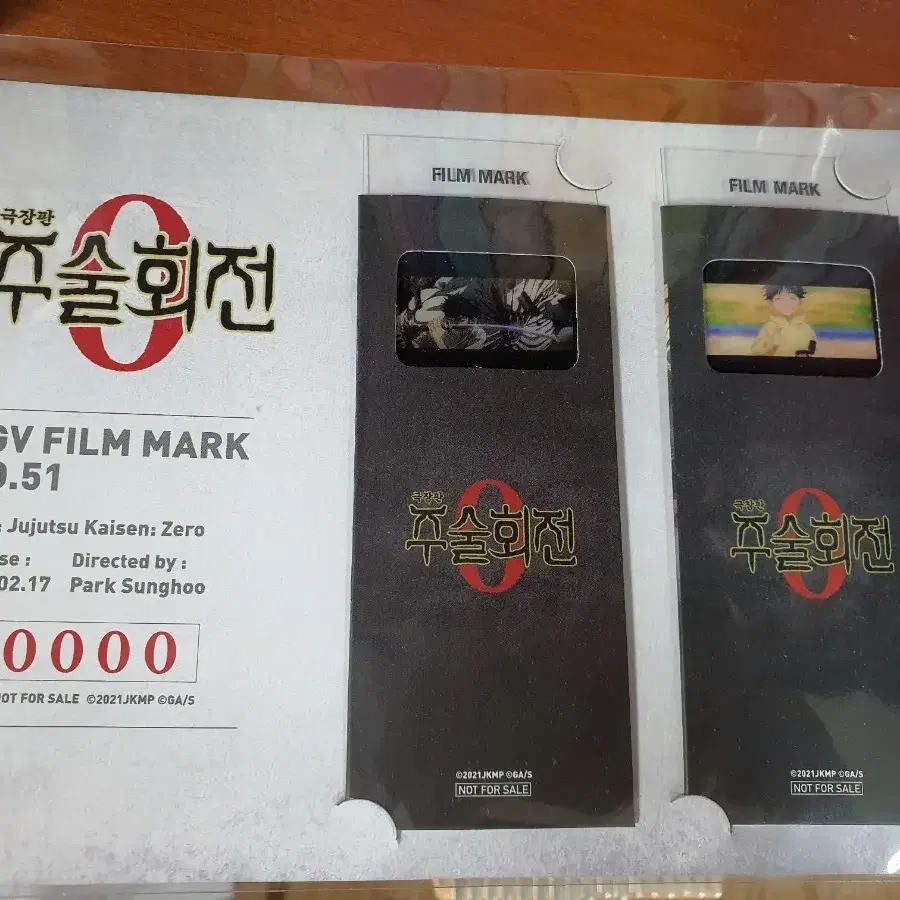 극장판
주술회전
0
GV FILM MARK
.51
: Jujutsu Kaisen: Zero
se : Directed by :
02.17 Park Sunghoo
0000
OT FOR SALE ©2021JKMP ©GA/S
FILM MARK
극장판
주술회전
0
©2021JKMP ©GA/S
NOT FOR SALE
FILM MARK
극장판
주술회전
0
©2021JKMP ©GA/S
NOT FOR SALE